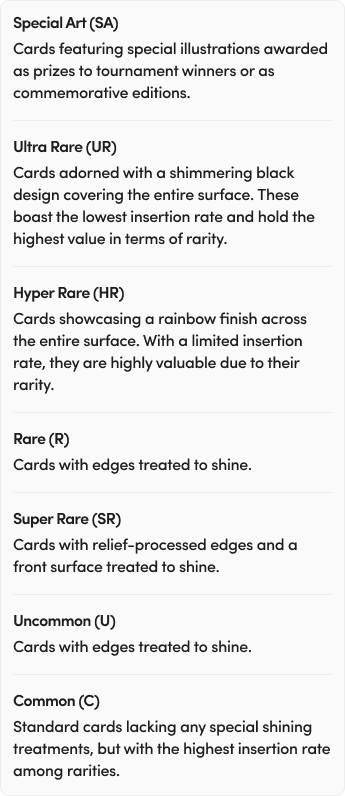 Special Art (SA)
Cards featuring special illustrations awarded
as prizes to tournament winners or as
commemorative editions.
Ultra Rare (UR)
Cards adorned with a shimmering black
design covering the entire surface. These
boast the lowest insertion rate and hold the
highest value in terms of rarity.
Hyper Rare (HR)
Cards showcasing a rainbow finish across
the entire surface. With a limited insertion
rate, they are highly valuable due to their
rarity.
Rare (R)
Cards with edges treated to shine.
Super Rare (SR)
Cards with relief-processed edges and a
front surface treated to shine.
Uncommon (U)
Cards with edges treated to shine.
Common (C)
Standard cards lacking any special shining
treatments, but with the highest insertion rate
among rarities.